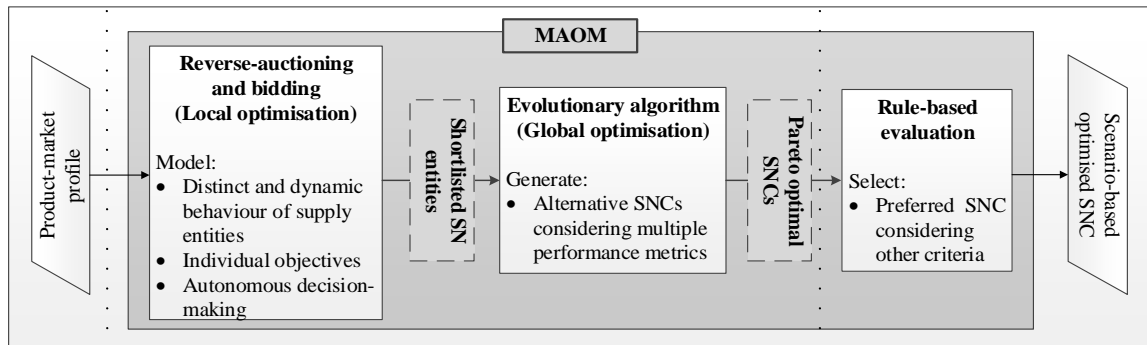 MAOM
Product-market
profile
Reverse-auctioning
and bidding
(Local optimisation)
Model:
• Distinct and dynamic
behaviour of supply
entities
• Individual objectives
• Autonomous decision-
making
Shortlisted SN
entities
Evolutionary algorithm
(Global optimisation)
Generate:
• Alternative SNCs
considering multiple
performance metrics
Pareto optimal
SNCs
Rule-based
evaluation
Select:
• Preferred SNC
considering
other criteria
Scenario-based
optimised SNC